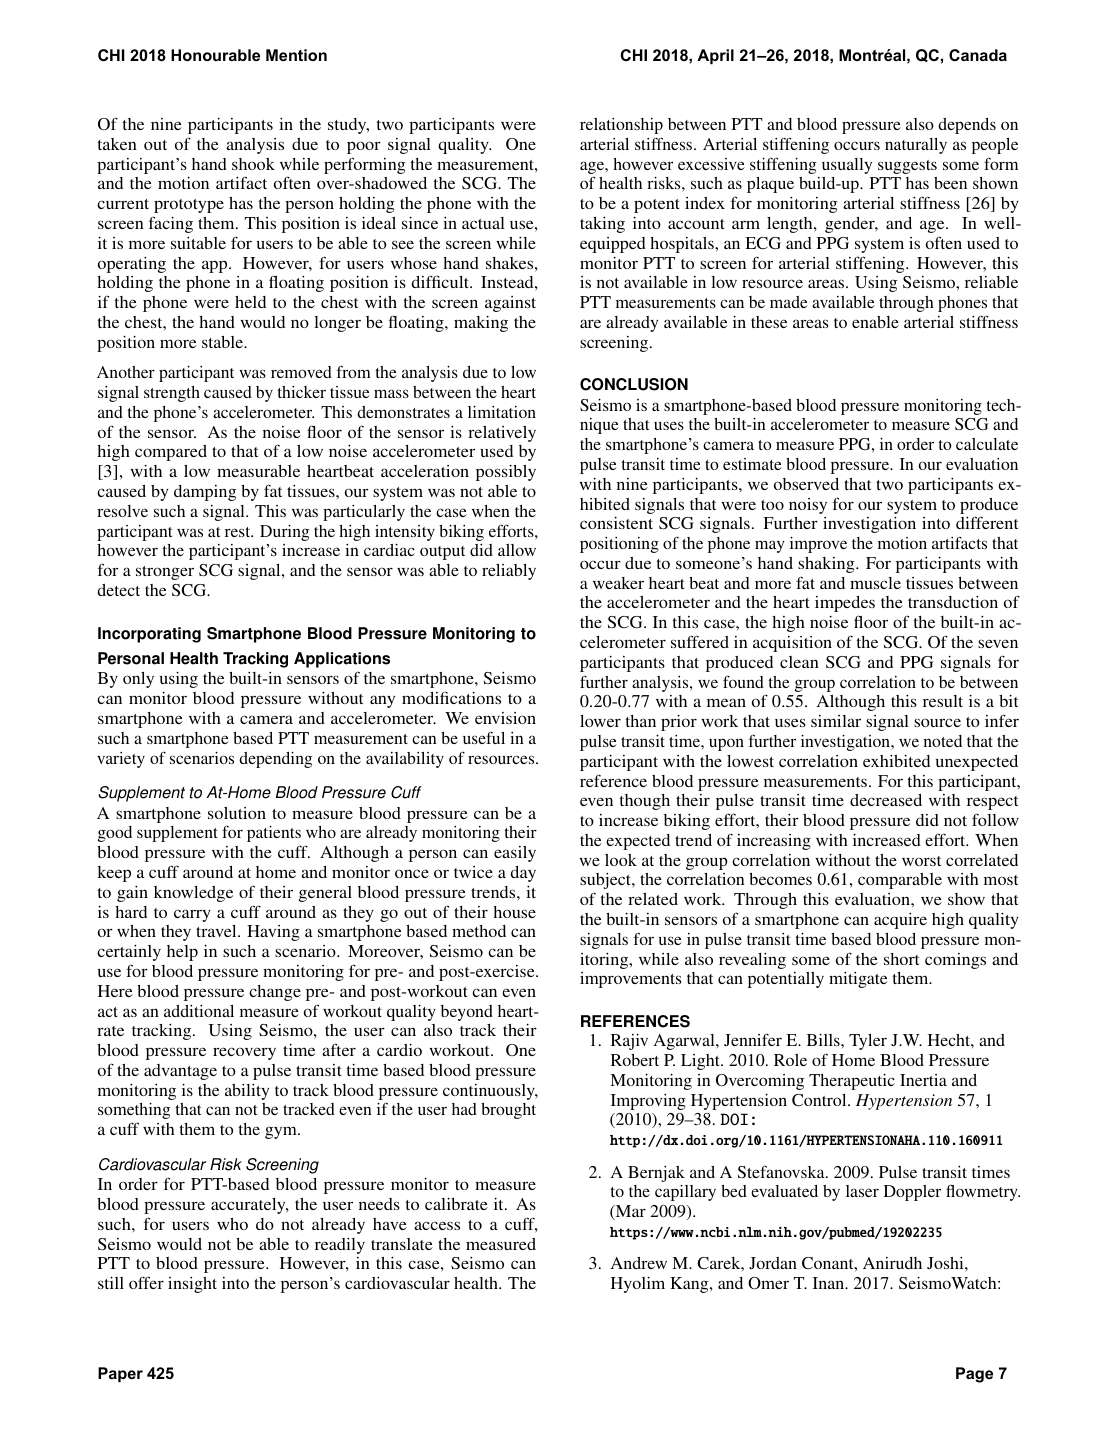 CHI 2018 Honourable Mention
CHI 2018, April 21–26, 2018, Montréal, QC, Canada
Of the nine participants in the study, two participants were
taken out of the analysis due to poor signal quality. One
participant's hand shook while performing the measurement,
and the motion artifact often over-shadowed the SCG. The
current prototype has the person holding the phone with the
screen facing them. This position is ideal since in actual use,
it is more suitable for users to be able to see the screen while
operating the app. However, for users whose hand shakes,
holding the phone in a floating position is difficult. Instead,
if the phone were held to the chest with the screen against
the chest, the hand would no longer be floating, making the
position more stable.
Another participant was removed from the analysis due to low
signal strength caused by thicker tissue mass between the heart
and the phone's accelerometer. This demonstrates a limitation
of the sensor. As the noise floor of the sensor is relatively
high compared to that of a low noise accelerometer used by
[3], with a low measurable heartbeat acceleration possibly
caused by damping by fat tissues, our system was not able to
resolve such a signal. This was particularly the case when the
participant was at rest. During the high intensity biking efforts,
however the participant's increase in cardiac output did allow
for a stronger SCG signal, and the sensor was able to reliably
detect the SCG.
Incorporating Smartphone Blood Pressure Monitoring to
Personal Health Tracking Applications
By only using the built-in sensors of the smartphone, Seismo
can monitor blood pressure without any modifications to a
smartphone with a camera and accelerometer. We envision
such a smartphone based PTT measurement can be useful in a
variety of scenarios depending on the availability of resources.
Supplement to At-Home Blood Pressure Cuff
A smartphone solution to measure blood pressure can be a
good supplement for patients who are already monitoring their
blood pressure with the cuff. Although a person can easily
keep a cuff around at home and monitor once or twice a day
to gain knowledge of their general blood pressure trends, it
is hard to carry a cuff around as they go out of their house
or when they travel. Having a smartphone based method can
certainly help in such a scenario. Moreover, Seismo can be
use for blood pressure monitoring for pre- and post-exercise.
Here blood pressure change pre- and post-workout can even
act as an additional measure of workout quality beyond heart-
rate tracking. Using Seismo, the user can also track their
blood pressure recovery time after a cardio workout. One
of the advantage to a pulse transit time based blood pressure
monitoring is the ability to track blood pressure continuously,
something that can not be tracked even if the user had brought
a cuff with them to the gym.
Cardiovascular Risk Screening
In order for PTT-based blood pressure monitor to measure
blood pressure accurately, the user needs to calibrate it. As
such, for users who do not already have access to a cuff,
Seismo would not be able to readily translate the measured
PTT to blood pressure. However, in this case, Seismo can
still offer insight into the person's cardiovascular health. The
relationship between PTT and blood pressure also depends on
arterial stiffness. Arterial stiffening occurs naturally as people
age, however excessive stiffening usually suggests some form
of health risks, such as plaque build-up. PTT has been shown
to be a potent index for monitoring arterial stiffness [26] by
taking into account arm length, gender, and age. In well-
equipped hospitals, an ECG and PPG system is often used to
monitor PTT to screen for arterial stiffening. However, this
is not available in low resource areas. Using Seismo, reliable
PTT measurements can be made available through phones that
are already available in these areas to enable arterial stiffness
screening.
CONCLUSION
Seismo is a smartphone-based blood pressure monitoring tech-
nique that uses the built-in accelerometer to measure SCG and
the smartphone's camera to measure PPG, in order to calculate
pulse transit time to estimate blood pressure. In our evaluation
with nine participants, we observed that two participants ex-
hibited signals that were too noisy for our system to produce
consistent SCG signals. Further investigation into different
positioning of the phone may improve the motion artifacts that
occur due to someone's hand shaking. For participants with
a weaker heart beat and more fat and muscle tissues between
the accelerometer and the heart impedes the transduction of
the SCG. In this case, the high noise floor of the built-in ac-
celerometer suffered in acquisition of the SCG. Of the seven
participants that produced clean SCG and PPG signals for
further analysis, we found the group correlation to be between
0.20-0.77 with a mean of 0.55. Although this result is a bit
lower than prior work that uses similar signal source to infer
pulse transit time, upon further investigation, we noted that the
participant with the lowest correlation exhibited unexpected
reference blood pressure measurements. For this participant,
even though their pulse transit time decreased with respect
to increase biking effort, their blood pressure did not follow
the expected trend of increasing with increased effort. When
we look at the group correlation without the worst correlated
subject, the correlation becomes 0.61, comparable with most
of the related work. Through this evaluation, we show that
the built-in sensors of a smartphone can acquire high quality
signals for use in pulse transit time based blood pressure mon-
itoring, while also revealing some of the short comings and
improvements that can potentially mitigate them.
REFERENCES
1. Rajiv Agarwal, Jennifer E. Bills, Tyler J.W. Hecht, and
Robert P. Light. 2010. Role of Home Blood Pressure
Monitoring in Overcoming Therapeutic Inertia and
Improving Hypertension Control. Hypertension 57, 1
(2010), 29–38. DOI:
http://dx.doi.org/10.1161/HYPERTENSIONAHA.110.160911
2. A Bernjak and A Stefanovska. 2009. Pulse transit times
to the capillary bed evaluated by laser Doppler flowmetry.
(Mar 2009).
https://www.ncbi.nlm.nih.gov/pubmed/19202235
3. Andrew M. Carek, Jordan Conant, Anirudh Joshi,
Hyolim Kang, and Omer T. Inan. 2017. SeismoWatch:
Paper 425
Page 7